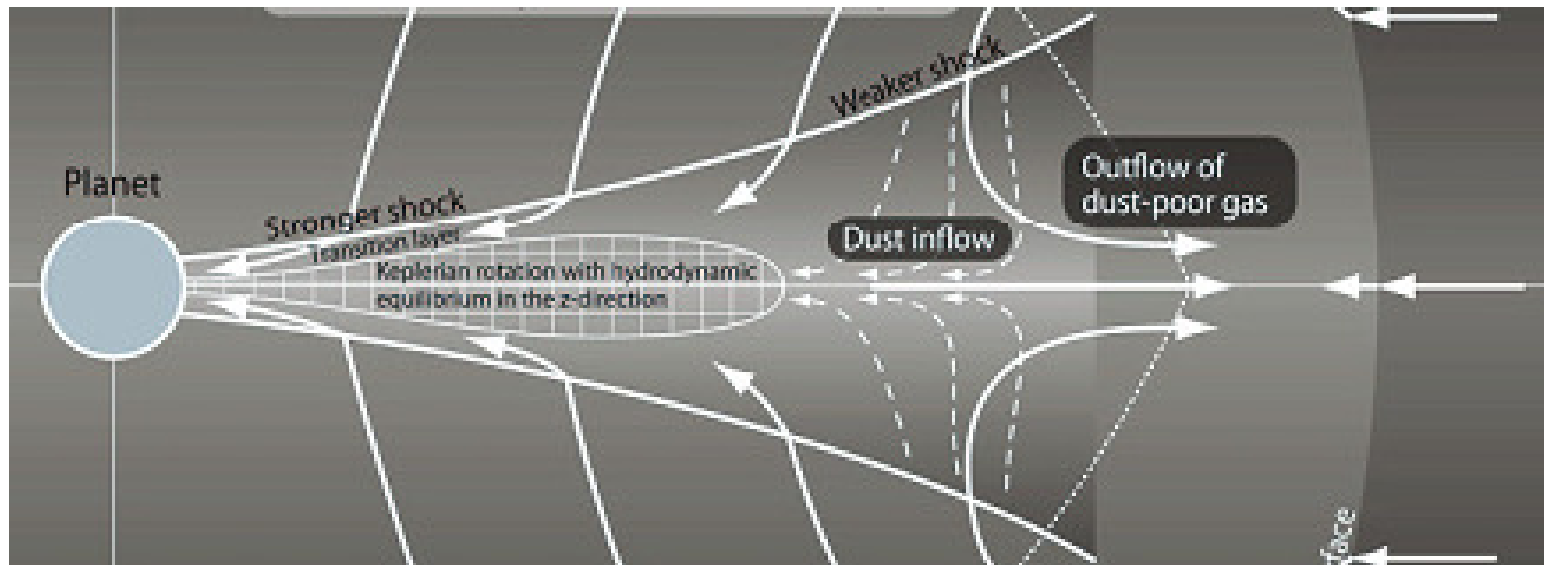 Planet
Stronger shock
Transition layer
Weaker shock
Keplerian rotation with hydrodynamic
equilibrium in the z-direction
Dust inflow
Outflow of
dust-poor gas
face